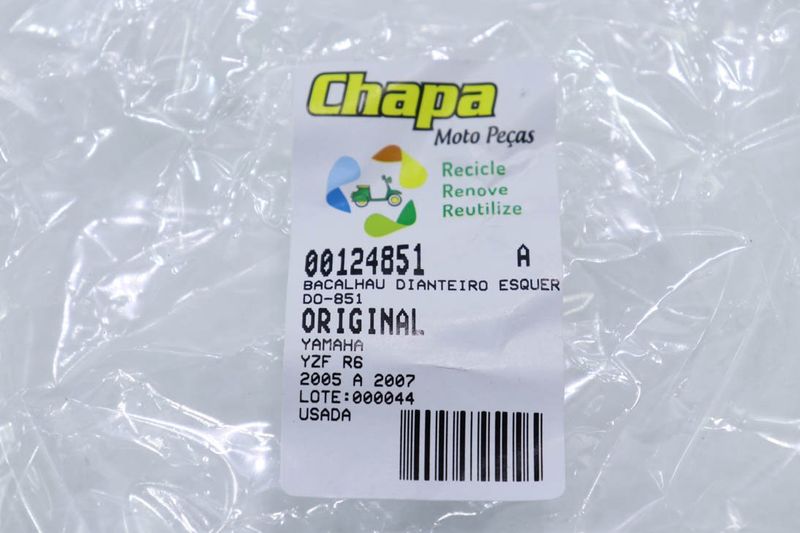 Chapa
Moto Peças
Recicle
Renove
Reutilize
00124851 A
BACALHAU DIANTEIRO ESQUER
DO-851
ORIGINAL
YAMAHA
YZF R6
2005 A 2007
LOTE:000044
USADA